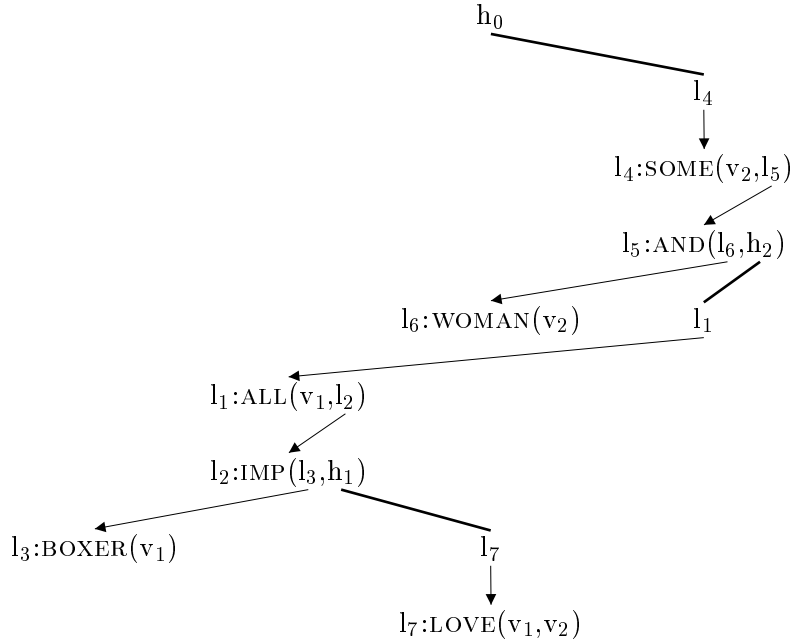 h₀
l₄
l₄:SOME(v₂,l₅)
l₅:AND(l₆,h₂)
l₆:WOMAN(v₂) l₁
l₁:ALL(v₁,l₂)
l₂:IMP(l₃,h₁)
l₃:BOXER(v₁) l₇
l₇:LOVE(v₁,v₂)